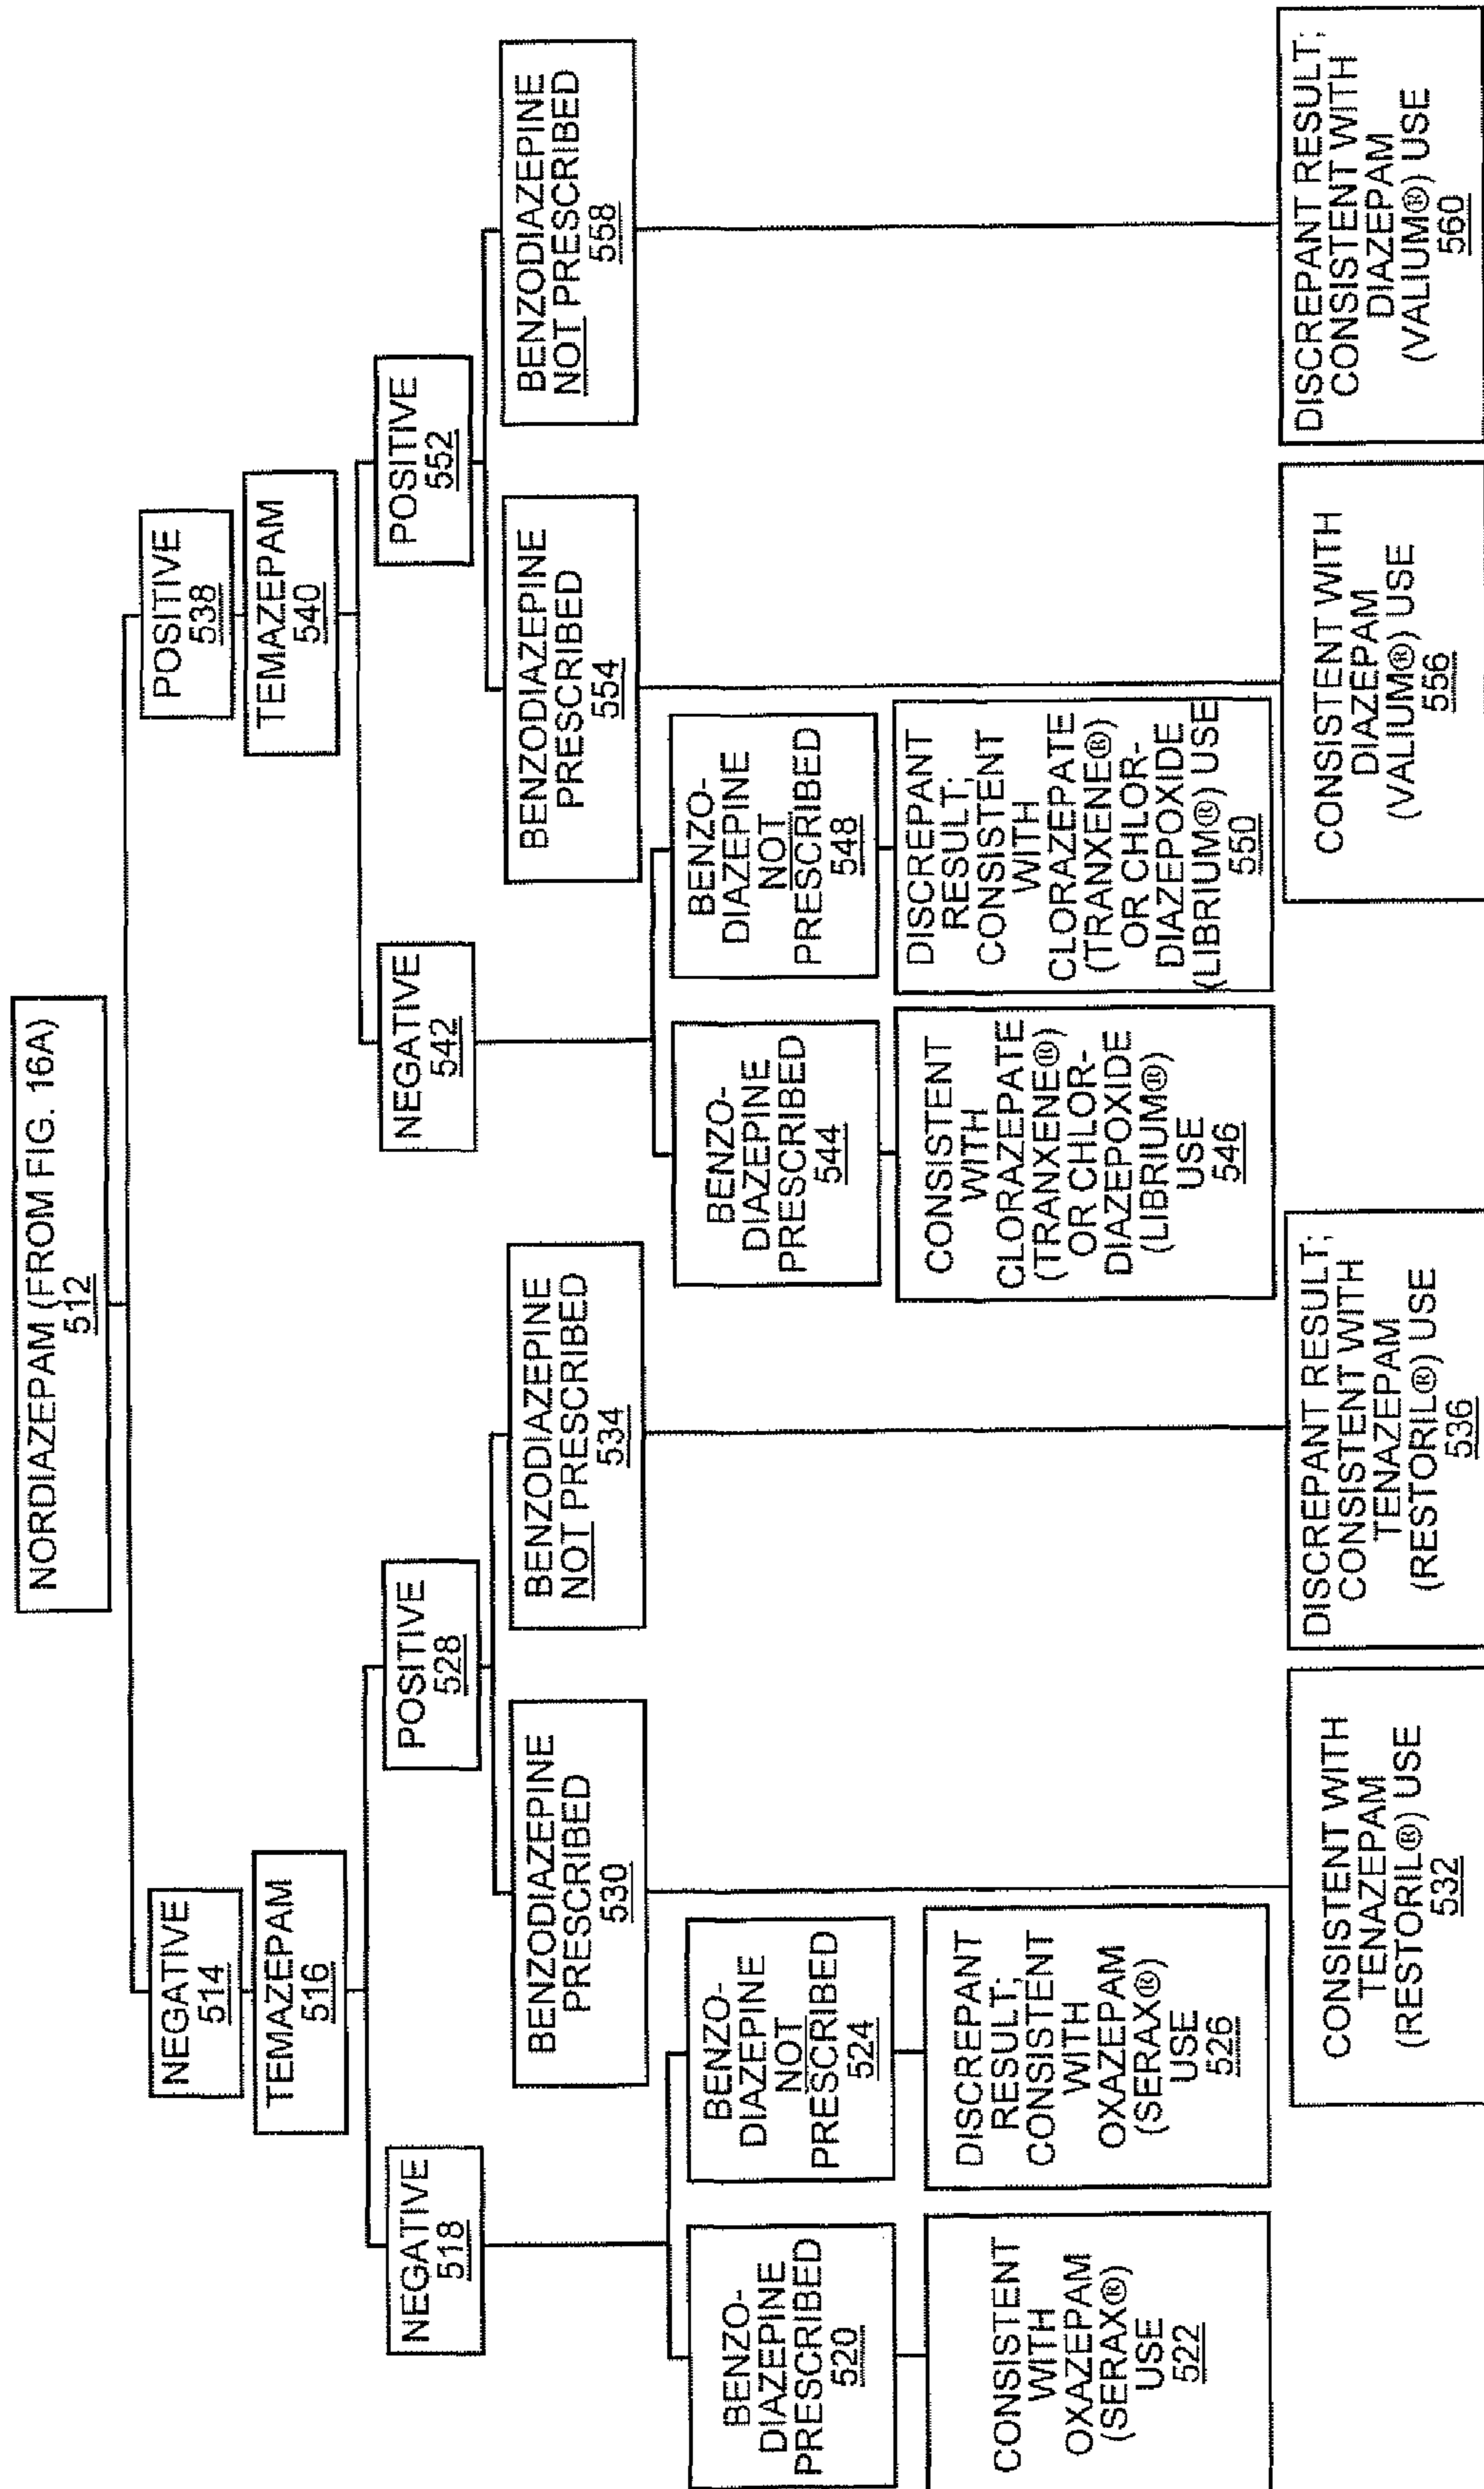 NORDIAZEPAM (FROM FIG. 16A)
512
NEGATIVE
514
POSITIVE
538
TEMAZEPAM
516
TEMAZEPAM
540
NEGATIVE
518
POSITIVE
528
NEGATIVE
542
POSITIVE
552
BENZODIAZEPINE
PRESCRIBED
530
BENZODIAZEPINE
NOT PRESCRIBED
534
BENZODIAZEPINE
PRESCRIBED
554
BENZODIAZEPINE
NOT PRESCRIBED
558
BENZO-
DIAZEPINE
PRESCRIBED
520
BENZO-
DIAZEPINE
NOT
PRESCRIBED
524
BENZO-
DIAZEPINE
PRESCRIBED
544
BENZO-
DIAZEPINE
NOT
PRESCRIBED
548
CONSISTENT
WITH
OXAZEPAM
(SERAX®)
USE
522
DISCREPANT
RESULT;
CONSISTENT
WITH
OXAZEPAM
(SERAX®)
USE
526
CONSISTENT
WITH
CLORAZEPATE
(TRANXENE®)
OR CHLOR-
DIAZEPOXIDE
(LIBRIUM®)
USE
546
DISCREPANT
RESULT;
CONSISTENT
WITH
CLORAZEPATE
(TRANXENE®)
OR CHLOR-
DIAZEPOXIDE
(LIBRIUM®) USE
550
CONSISTENT WITH
TENAZEPAM
(RESTORIL®) USE
532
DISCREPANT RESULT;
CONSISTENT WITH
TENAZEPAM
(RESTORIL®) USE
536
CONSISTENT WITH
DIAZEPAM
(VALIUM®) USE
556
DISCREPANT RESULT;
CONSISTENT WITH
DIAZEPAM
(VALIUM®) USE
560